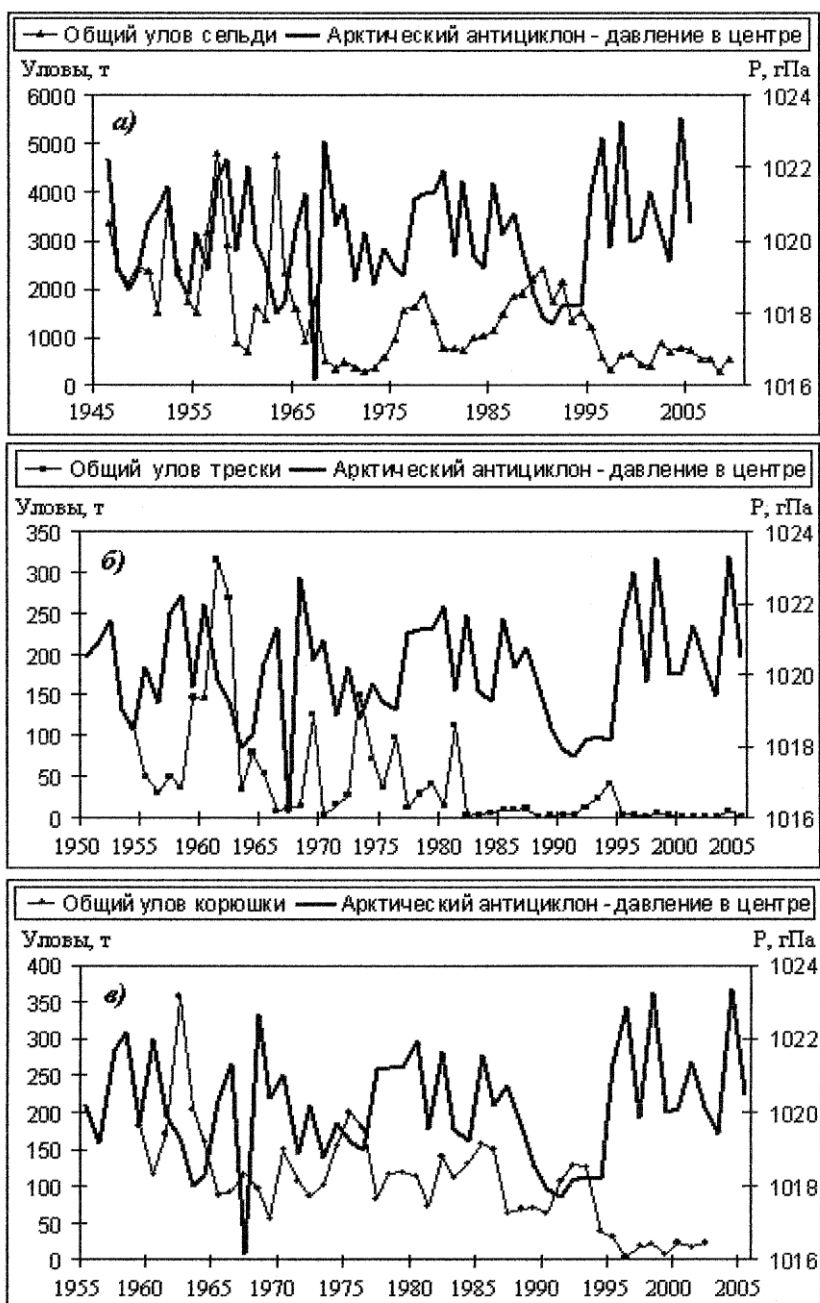 Общий улов сельди Арктический антициклон - давление в центре
Уловы, т Р, гПа
а)
6000 1024
5000 1022
4000
3000 1020
2000 1018
1000
0 1016
1945 1955 1965 1975 1985 1995 2005
Общий улов трески Арктический антициклон - давление в центре
Уловы, т Р, гПа
б)
350 1024
300
250 1022
200 1020
150
100 1018
50
0 1016
1950 1955 1960 1965 1970 1975 1980 1985 1990 1995 2000 2005
Общий улов корюшки Арктический антициклон - давление в центре
Уловы, т Р, гПа
в)
400 1024
350
300 1022
250
200 1020
150
100 1018
50
0 1016
1955 1960 1965 1970 1975 1980 1985 1990 1995 2000 2005